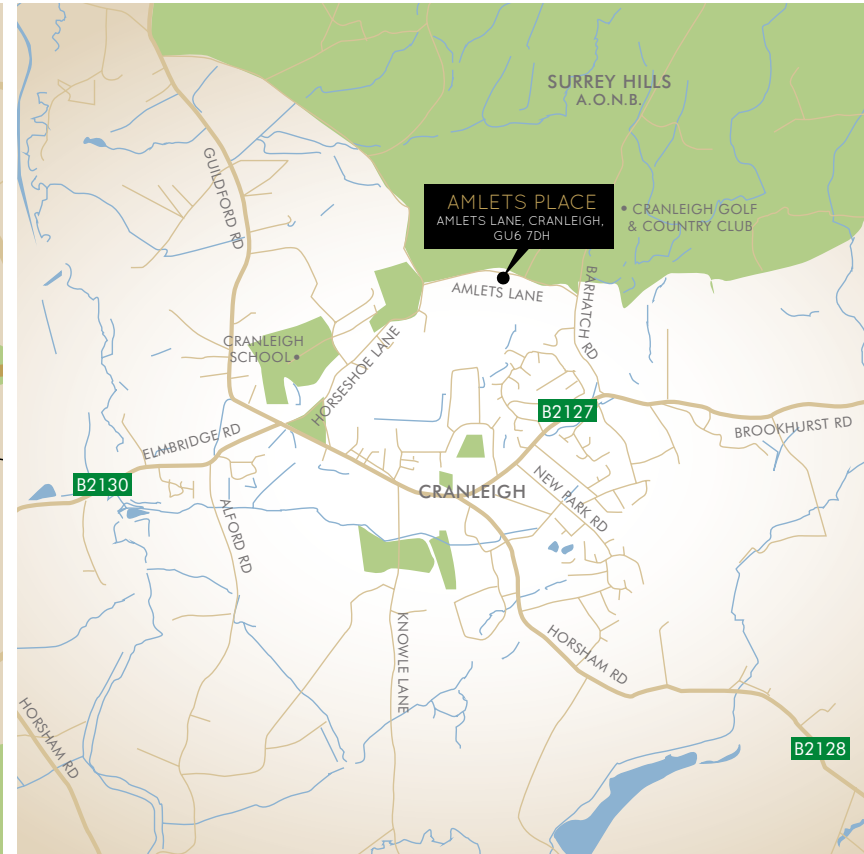 SURREY HILLS
A.O.N.B.
GUILDFORD RD
AMLETS PLACE
AMLETS LANE, CRANLEIGH,
GU6 7DH
• CRANLEIGH GOLF
& COUNTRY CLUB
AMLETS LANE
BARHATCH RD
CRANLEIGH
SCHOOL •
HORSESHOE LANE
B2127
BROOKHURST RD
ELMBRIDGE RD
B2130
CRANLEIGH
NEW PARK RD
ALFORD RD
KNOWLE LANE
HORSHAM RD
HORSHAM RD
B2128